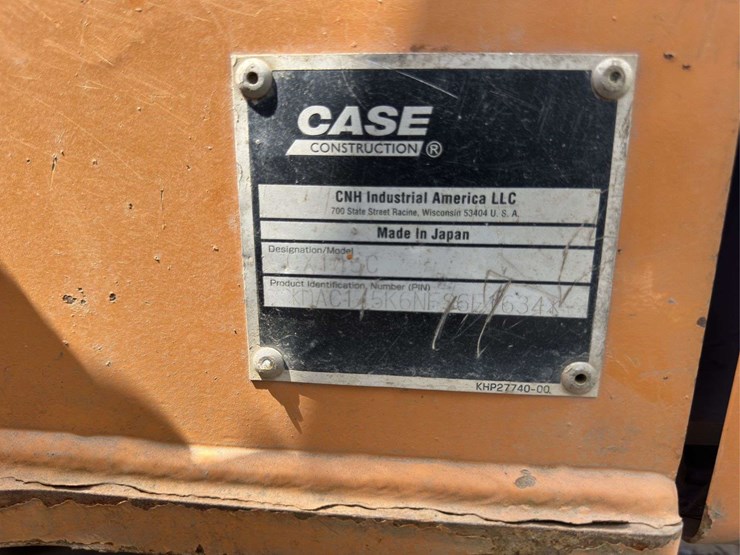 CASE
CONSTRUCTION ®
CNH Industrial America LLC
700 State Street Racine, Wisconsin 53404 U. S. A.
Made In Japan
Designation/Model
Product Identification, Number (PIN)
KHP27740-00